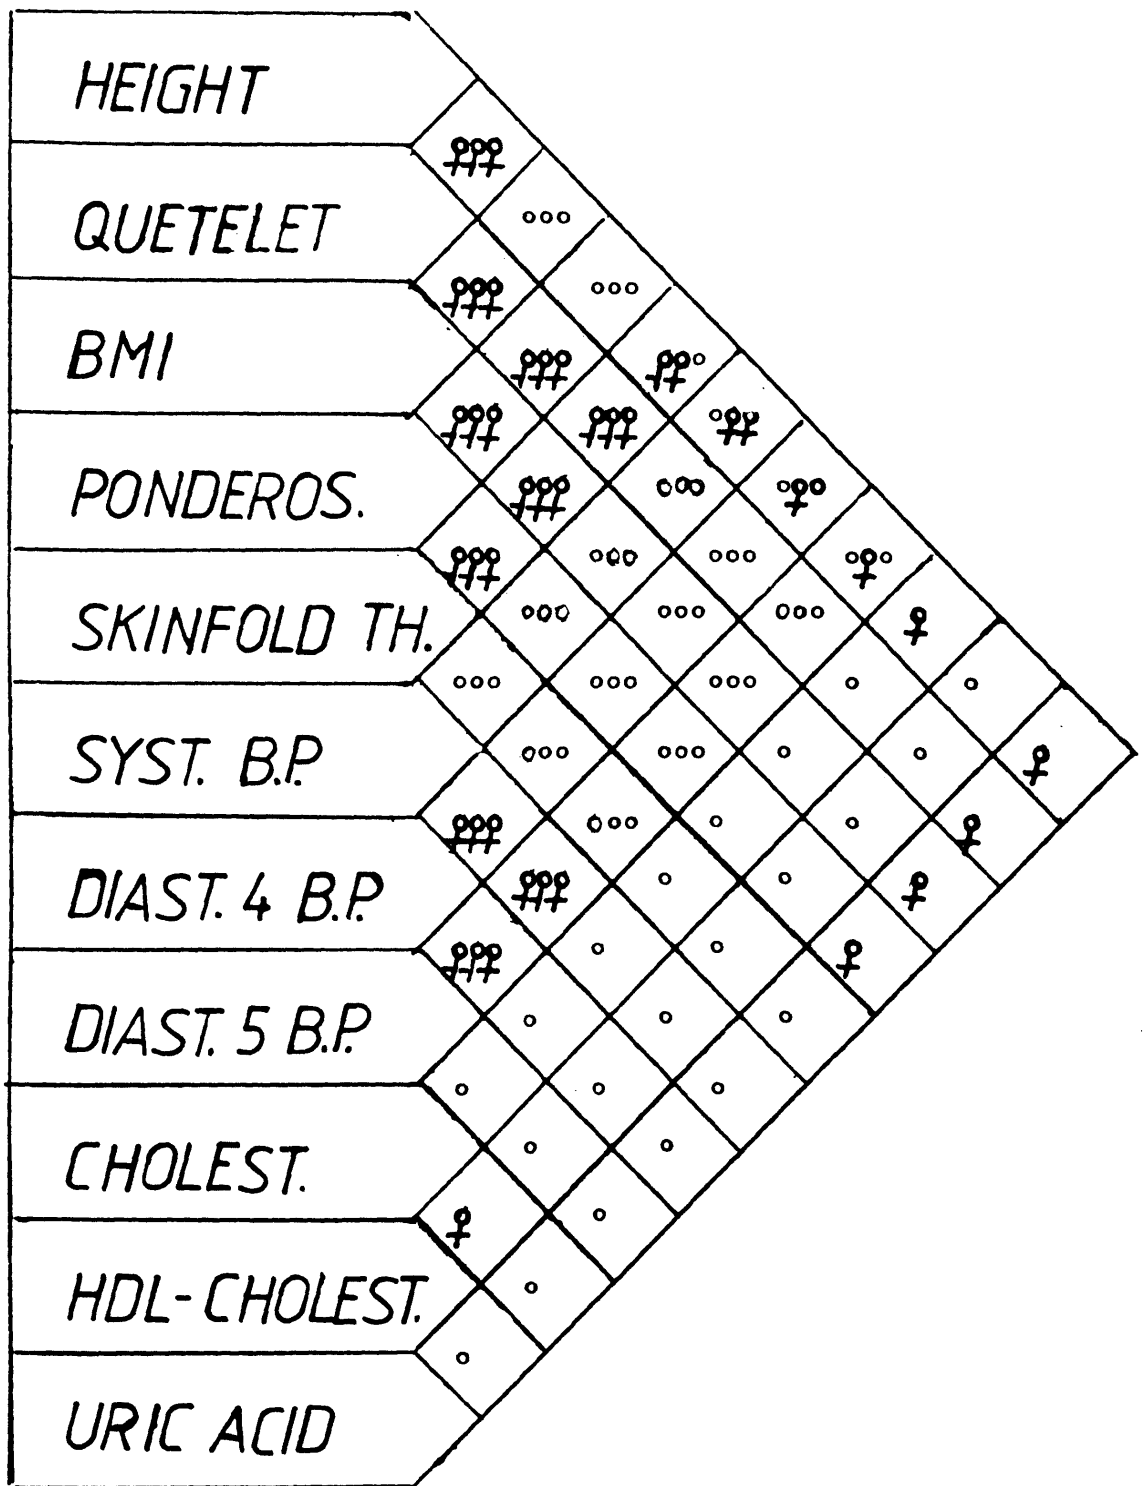 HEIGHT
QUETELET
BMI
PONDEROS.
SKINFOLD TH.
SYST. B.P.
DIAST. 4 B.P.
DIAST. 5 B.P.
CHOLEST.
HDL-CHOLEST.
URIC ACID